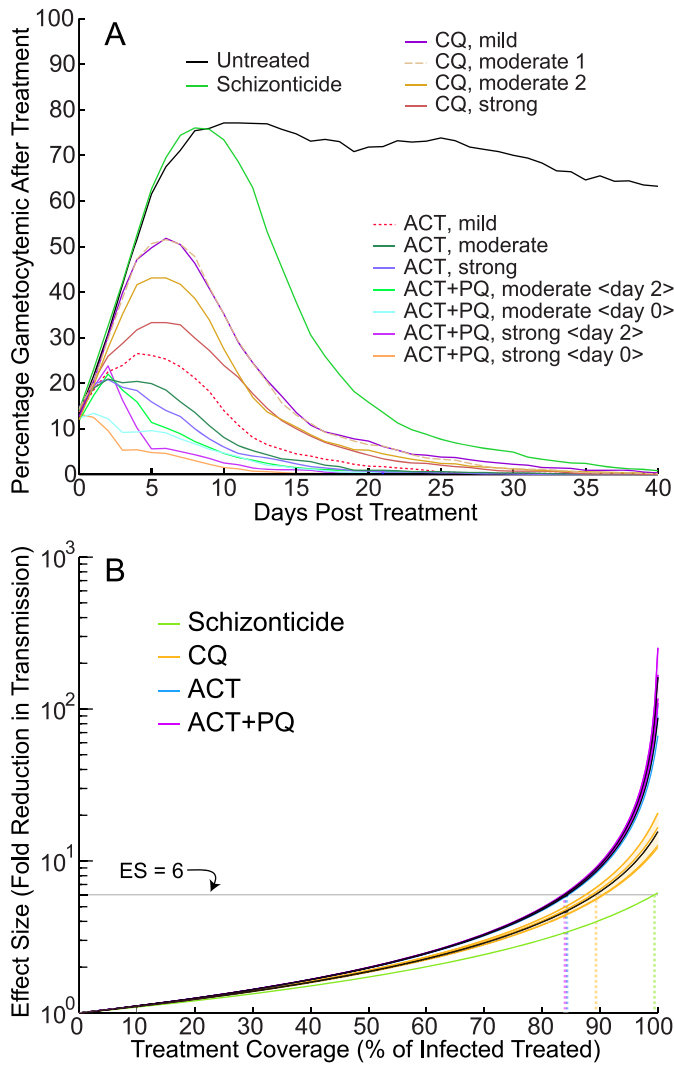 A
Percentage Gametocytemic After Treatment
100
90
80
70
60
50
40
30
20
10
0
Untreated
Schizonticide
CQ, mild
CQ, moderate 1
CQ, moderate 2
CQ, strong
ACT, mild
ACT, moderate
ACT, strong
ACT+PQ, moderate <day 2>
ACT+PQ, moderate <day 0>
ACT+PQ, strong <day 2>
ACT+PQ, strong <day 0>
0 5 10 15 20 25 30 35 40
Days Post Treatment
B
Effect Size (Fold Reduction in Transmission)
10³
10²
10¹
10⁰
Schizonticide
CQ
ACT
ACT+PQ
ES = 6
0 10 20 30 40 50 60 70 80 90 100
Treatment Coverage (% of Infected Treated)